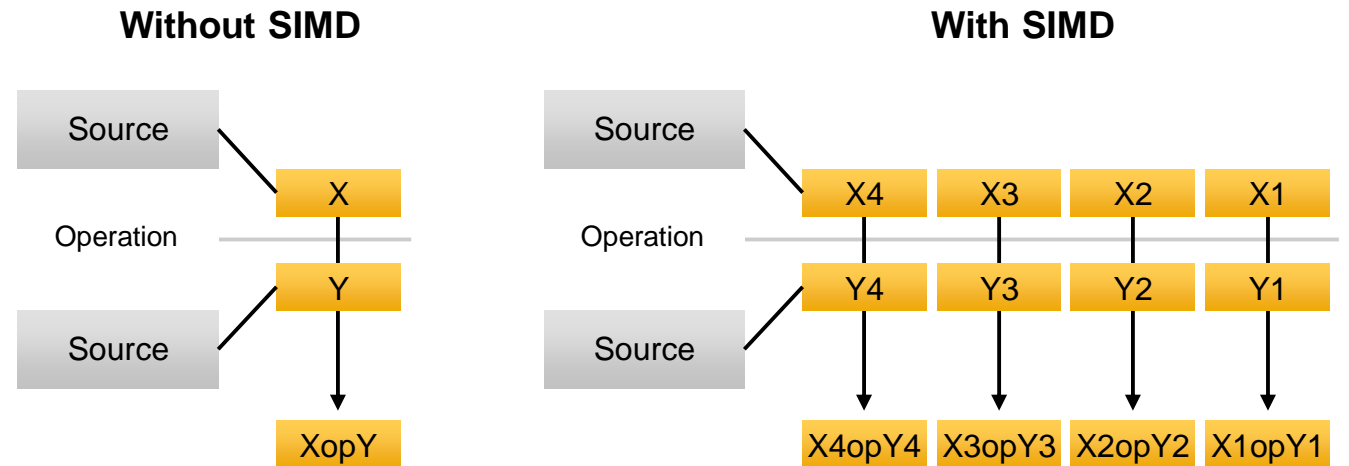 Without SIMD
Source
X
Operation
Y
Source
XopY
With SIMD
Source
X4 X3 X2 X1
Operation
Y4 Y3 Y2 Y1
Source
X4opY4 X3opY3 X2opY2 X1opY1